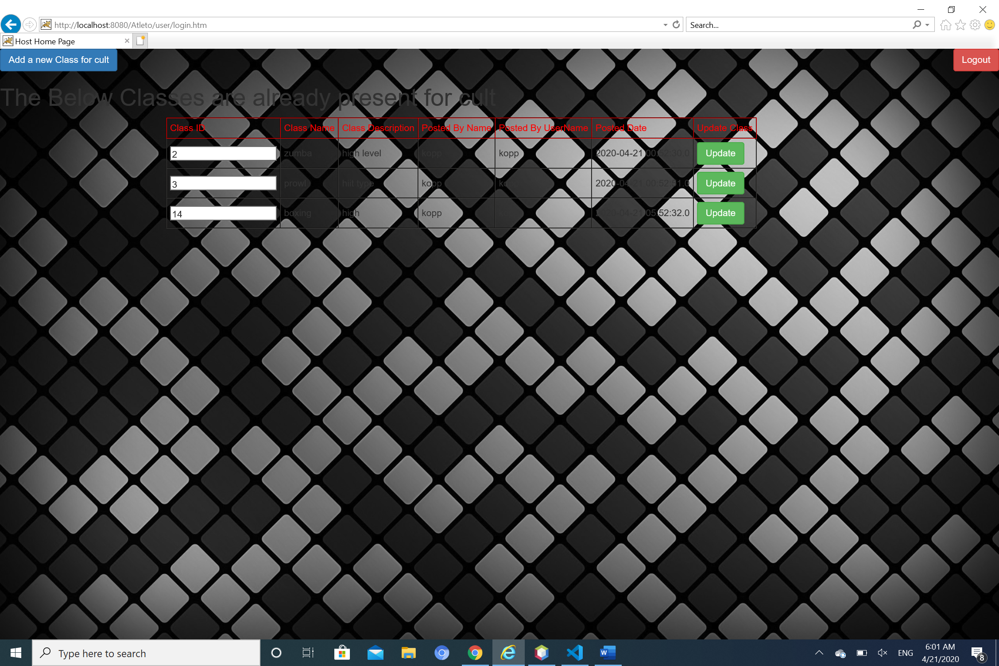 http://localhost:8080/Atleto/user/login.htm
Search...
Host Home Page
Add a new Class for cult
Logout
The Below Classes are already present for cult
Class ID Class Name Class Description Posted By Name Posted By UserName Posted Date Update Class
2 zumba high level kopp kopp 2020-04-21 00:52:30.0 Update
3 prowl hiit type kopp 2020-04-21 00:52:51.0 Update
14 boxing high kopp 2020-04-21 05:52:32.0 Update
Type here to search
ENG
6:01 AM
4/21/2020
8